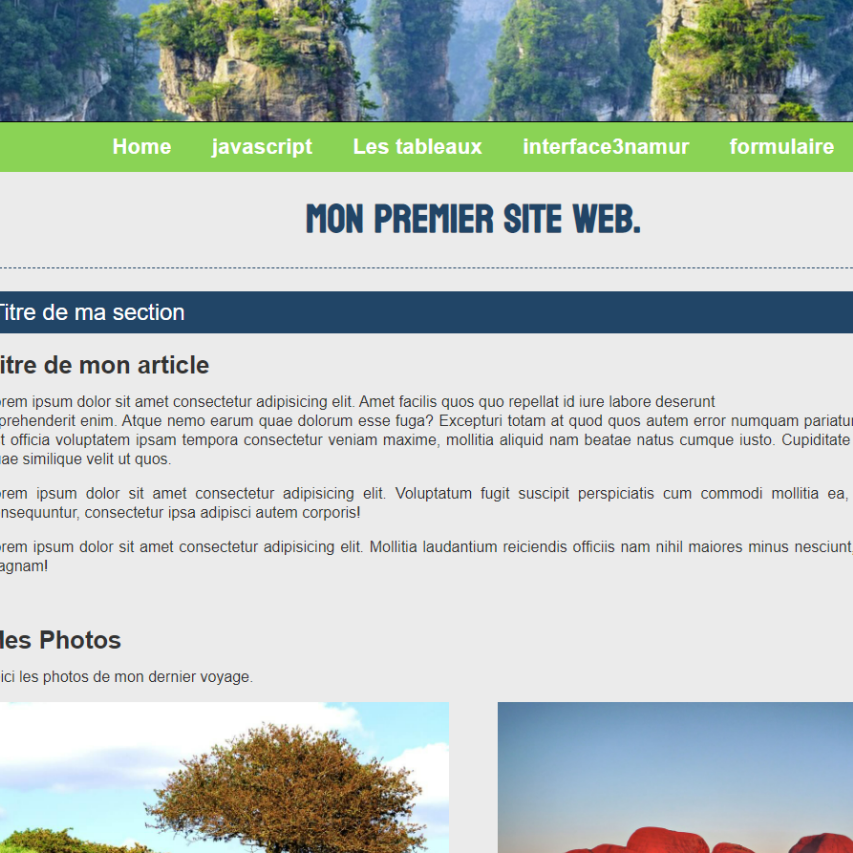 Home javascript Les tableaux interface3namur formulaire
MON PREMIER SITE WEB.
Titre de ma section
itre de mon article
rem ipsum dolor sit amet consectetur adipisicing elit. Amet facilis quos quo repellat id iure labore deserunt
prehenderit enim. Atque nemo earum quae dolorum esse fuga? Excepturi totam at quod quos autem error numquam pariatur
t officia voluptatem ipsam tempora consectetur veniam maxime, mollitia aliquid nam beatae natus cumque iusto. Cupiditate
ae similique velit ut quos.
rem ipsum dolor sit amet consectetur adipisicing elit. Voluptatum fugit suscipit perspiciatis cum commodi mollitia ea,
nsequuntur, consectetur ipsa adipisci autem corporis!
rem ipsum dolor sit amet consectetur adipisicing elit. Mollitia laudantium reiciendis officiis nam nihil maiores minus nesciunt,
agnam!
es Photos
ici les photos de mon dernier voyage.